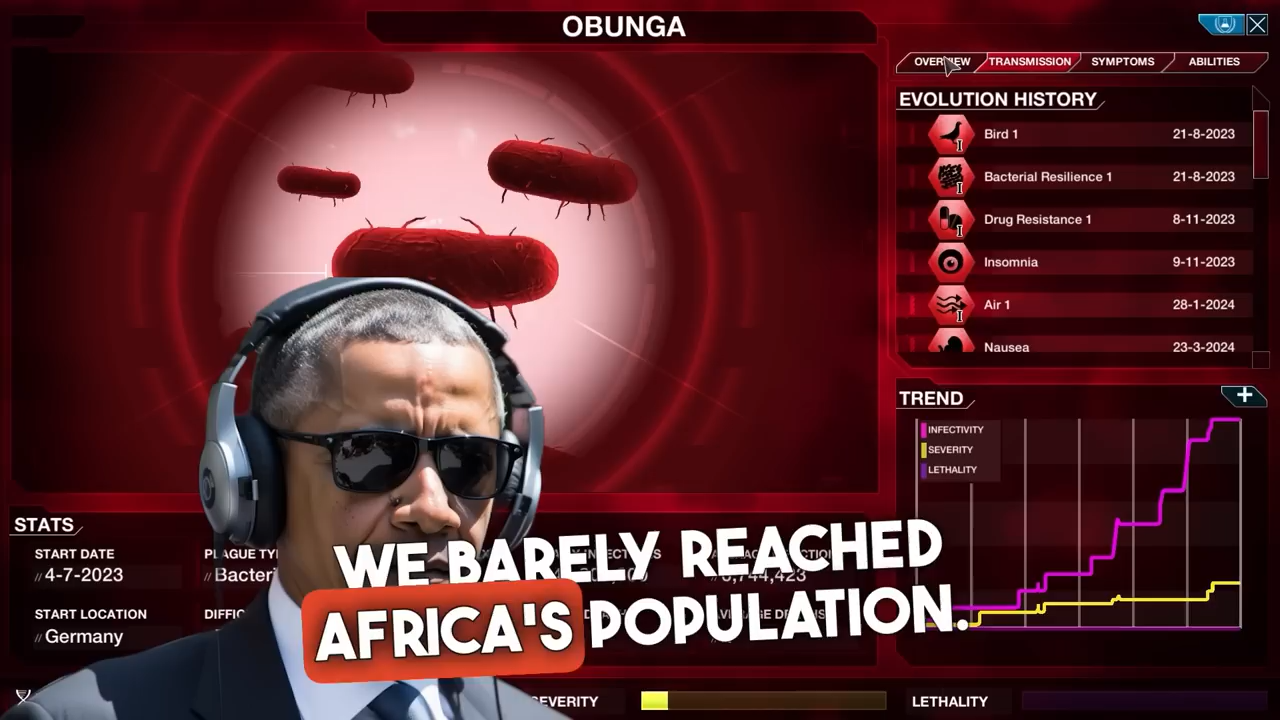 OBUNGA
OVERVIEW
TRANSMISSION
SYMPTOMS
ABILITIES
EVOLUTION HISTORY
Bird 1 21-8-2023
Bacterial Resilience 1 21-8-2023
Drug Resistance 1 8-11-2023
Insomnia 9-11-2023
Air 1 28-1-2024
Nausea 23-3-2024
TREND
+
INFECTIVITY
SEVERITY
LETHALITY
STATS
START DATE
// 4-7-2023
START LOCATION
// Germany
WE BARELY REACHED
AFRICA'S POPULATION.
SEVERITY
LETHALITY